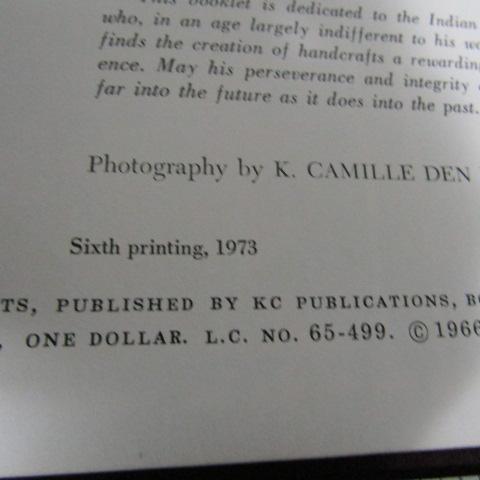 This booklet is dedicated to the Indian
who, in an age largely indifferent to his
finds the creation of handcrafts a
ence. May his perseverance and integrity
far into the future as it does into the past.
Photography by K. CAMILLE DEN
Sixth printing, 1973
TS, PUBLISHED BY KC PUBLICATIONS,
, ONE DOLLAR. L.C. NO. 65-499. © 1966